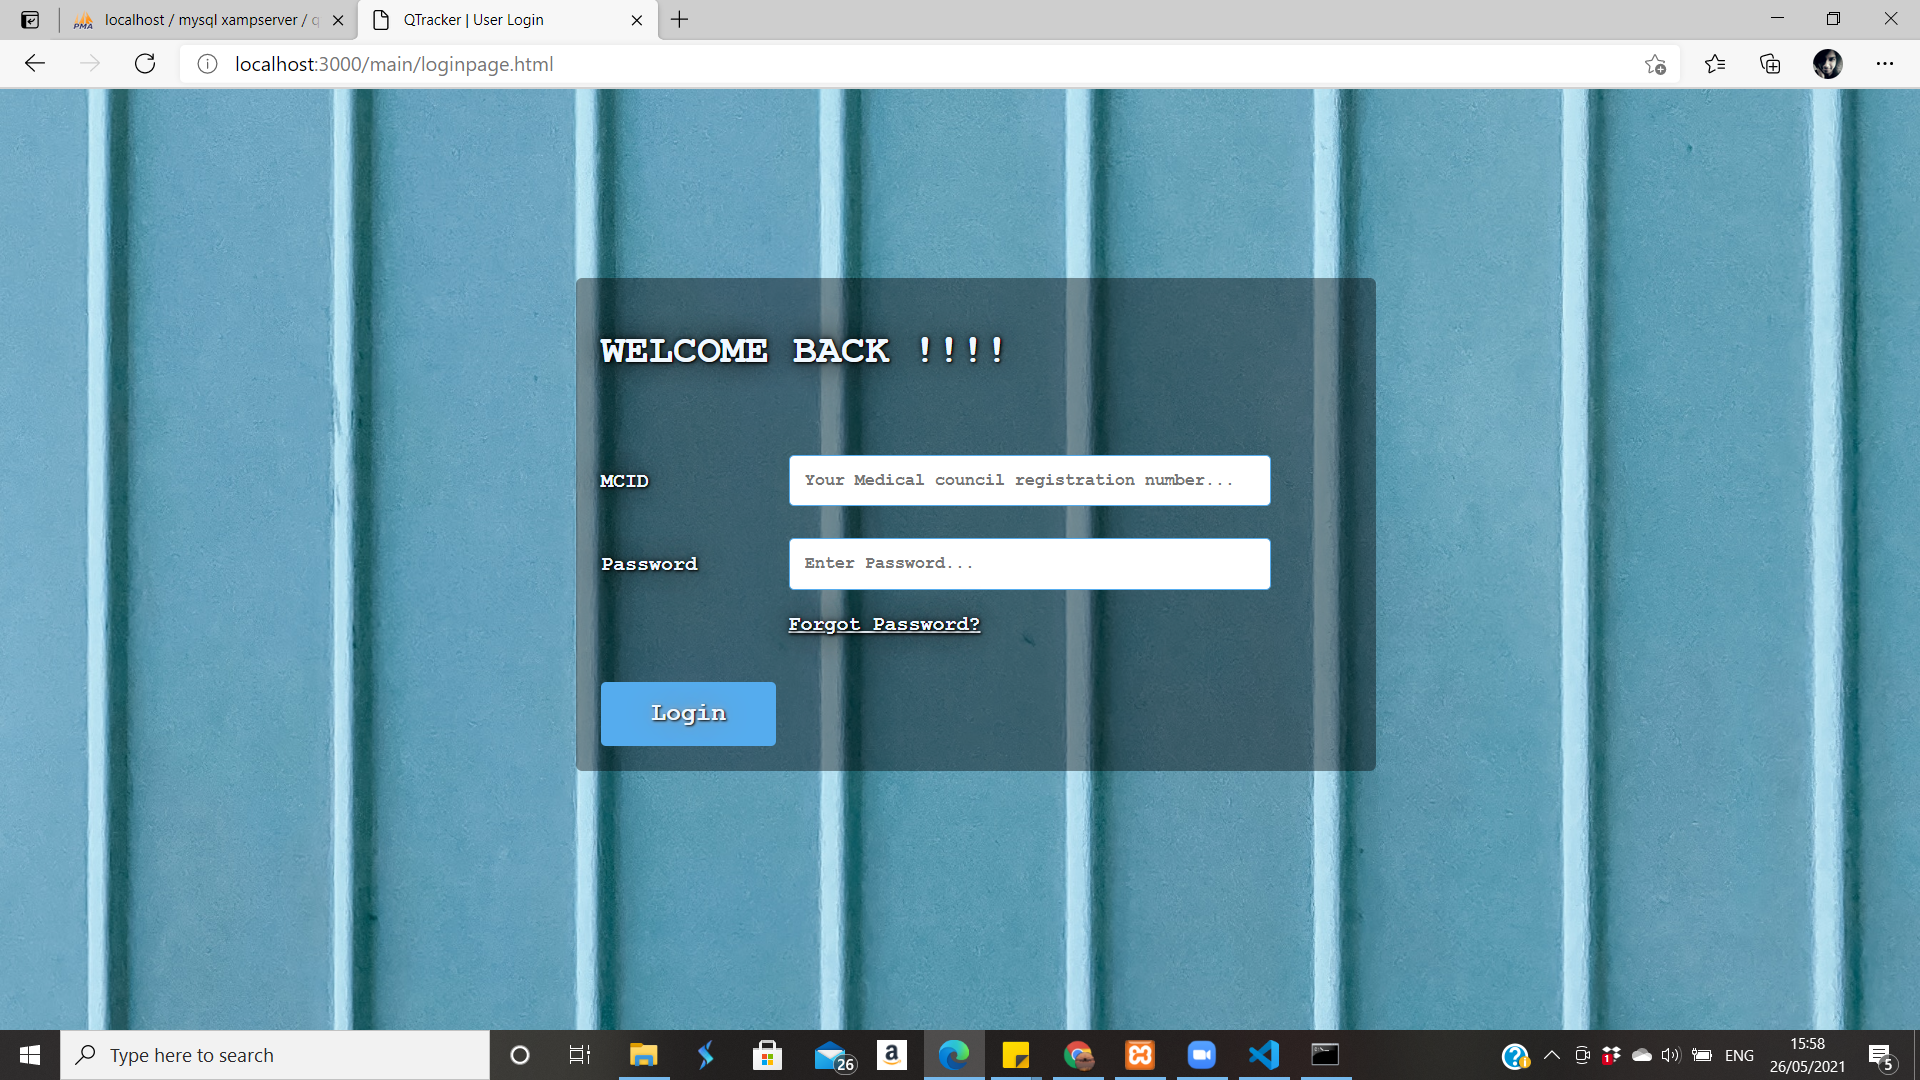 localhost / mysql xampserver / q
QTracker | User Login
localhost:3000/main/loginpage.html
WELCOME BACK !!!!
MCID
Your Medical council registration number...
Password
Enter Password...
Forgot Password?
Login
Type here to search
26
1
ENG
15:58
26/05/2021
5